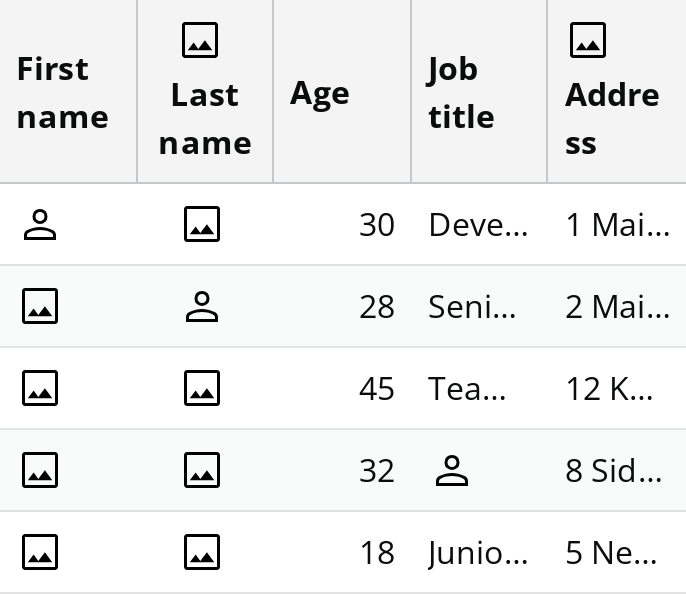 First name
Last name
Age
Job title
Address
30 Deve... 1 Mai...
28 Seni... 2 Mai...
45 Tea... 12 K...
32 8 Sid...
18 Junio... 5 Ne...